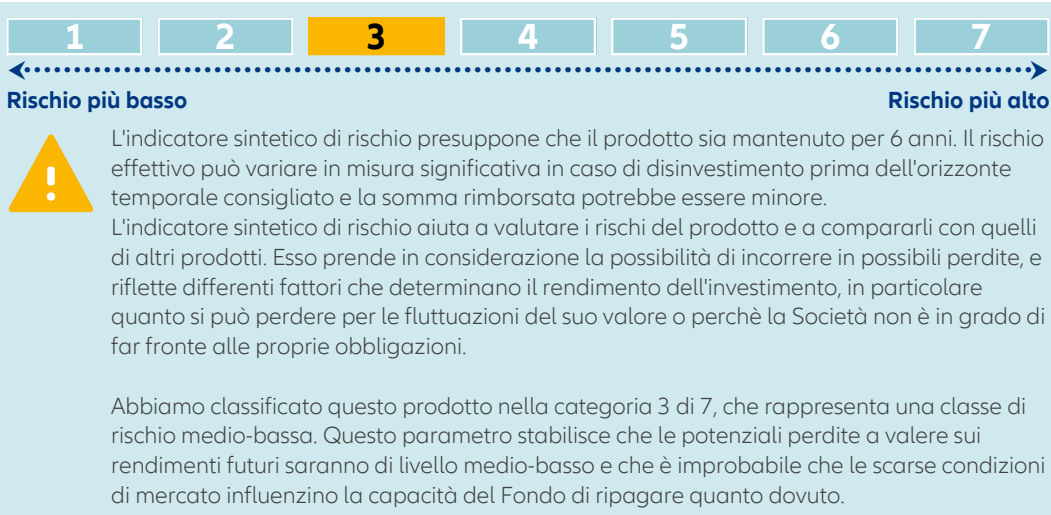 1 2 3 4 5 6 7
Rischio più basso Rischio più alto
L'indicatore sintetico di rischio presuppone che il prodotto sia mantenuto per 6 anni. Il rischio
effettivo può variare in misura significativa in caso di disinvestimento prima dell'orizzonte
temporale consigliato e la somma rimborsata potrebbe essere minore.
L'indicatore sintetico di rischio aiuta a valutare i rischi del prodotto e a compararli con quelli
di altri prodotti. Esso prende in considerazione la possibilità di incorrere in possibili perdite, e
riflette differenti fattori che determinano il rendimento dell'investimento, in particolare
quanto si può perdere per le fluttuazioni del suo valore o perchè la Società non è in grado di
far fronte alle proprie obbligazioni.
Abbiamo classificato questo prodotto nella categoria 3 di 7, che rappresenta una classe di
rischio medio-bassa. Questo parametro stabilisce che le potenziali perdite a valere sui
rendimenti futuri saranno di livello medio-basso e che è improbabile che le scarse condizioni
di mercato influenzino la capacità del Fondo di ripagare quanto dovuto.